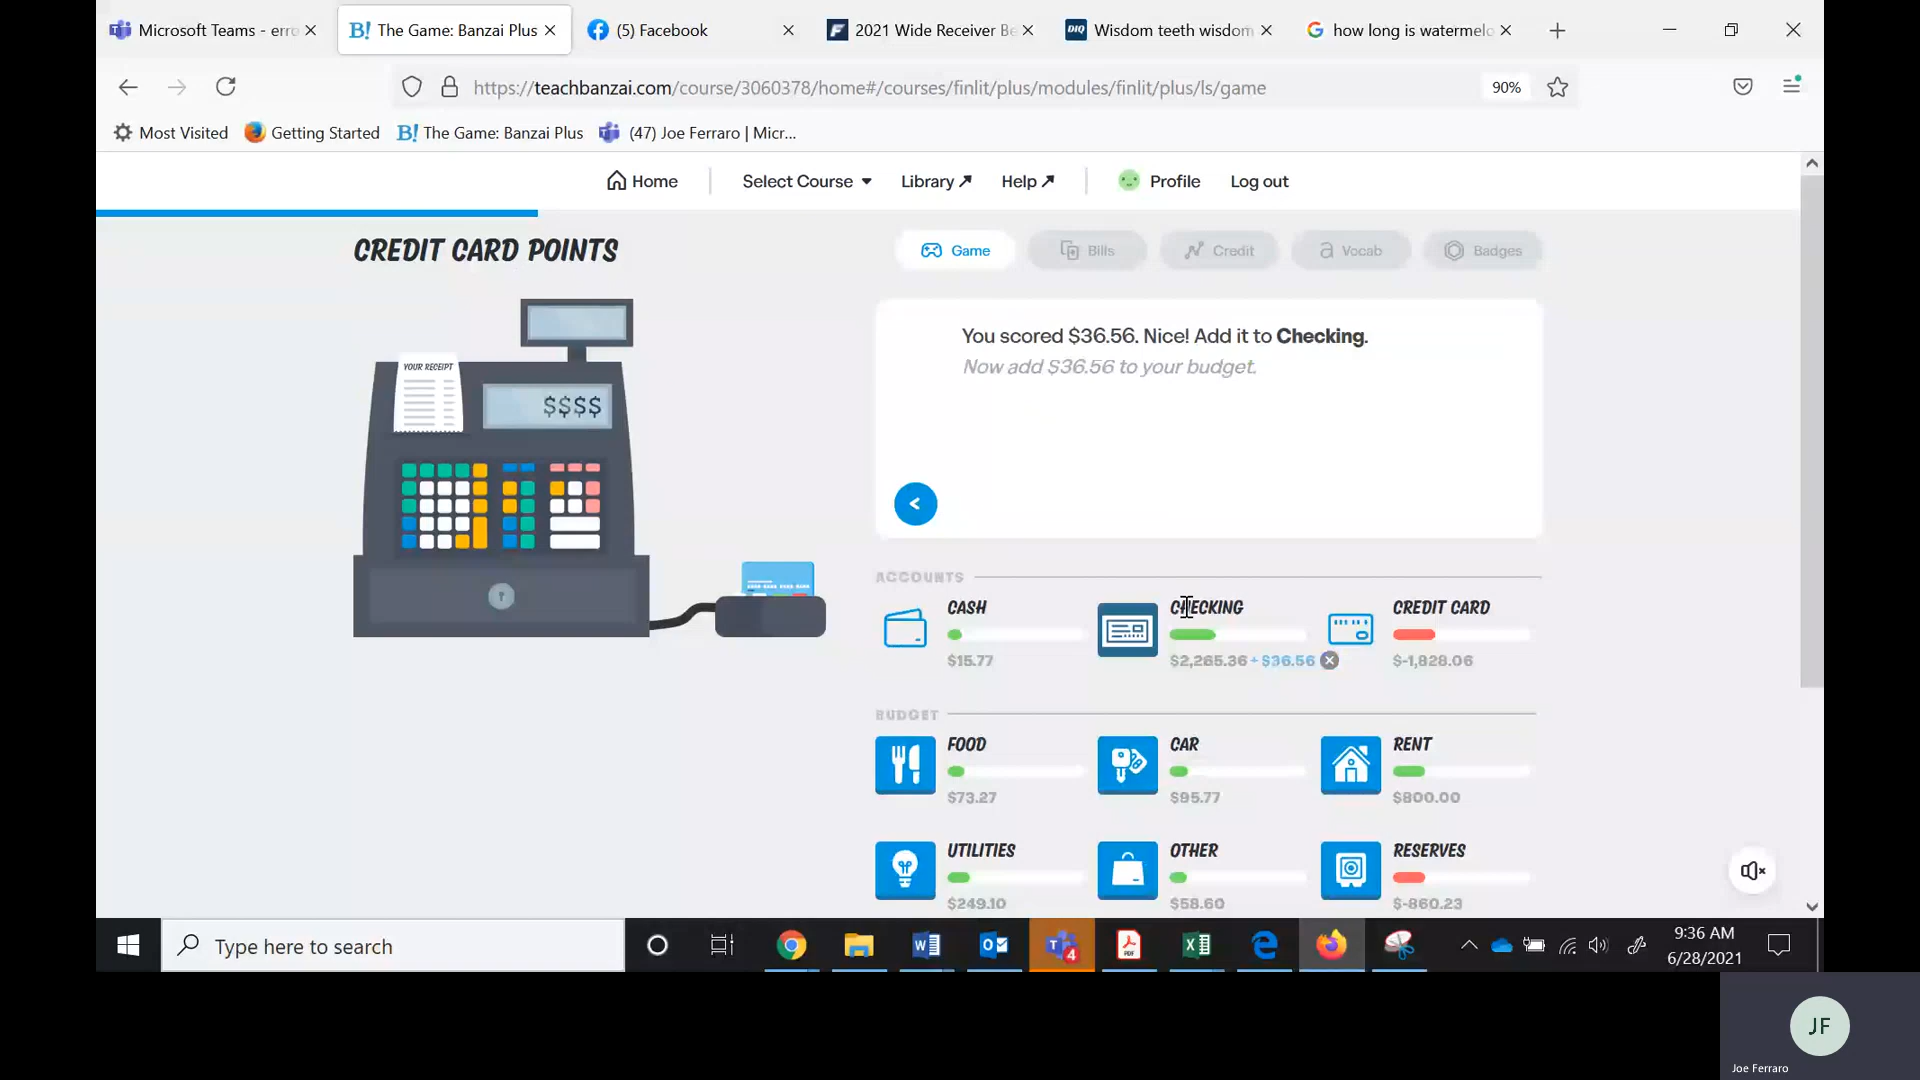 Microsoft Teams - erro
B! The Game: Banzai Plus
(5) Facebook
2021 Wide Receiver Be
DIQ Wisdom teeth wisdom
how long is watermelo
https://teachbanzai.com/course/3060378/home#/courses/finlit/plus/modules/finlit/plus/ls/game
90%
Most Visited
Getting Started
B! The Game: Banzai Plus
(47) Joe Ferraro | Micr...
Home
Select Course
Library
Help
Profile
Log out
CREDIT CARD POINTS
Game
Bills
Credit
a Vocab
Badges
YOUR RECEIPT
$$$$
You scored $36.56. Nice! Add it to Checking.
Now add $36.56 to your budget.
<
ACCOUNTS
CASH
$15.77
CHECKING
$2,265.36 + $36.56
CREDIT CARD
$-1,828.06
BUDGET
FOOD
$73.27
CAR
$95.77
RENT
$800.00
UTILITIES
$249.10
OTHER
$58.60
RESERVES
$-860.23
Type here to search
4
PDF
9:36 AM
6/28/2021
JF
Joe Ferraro